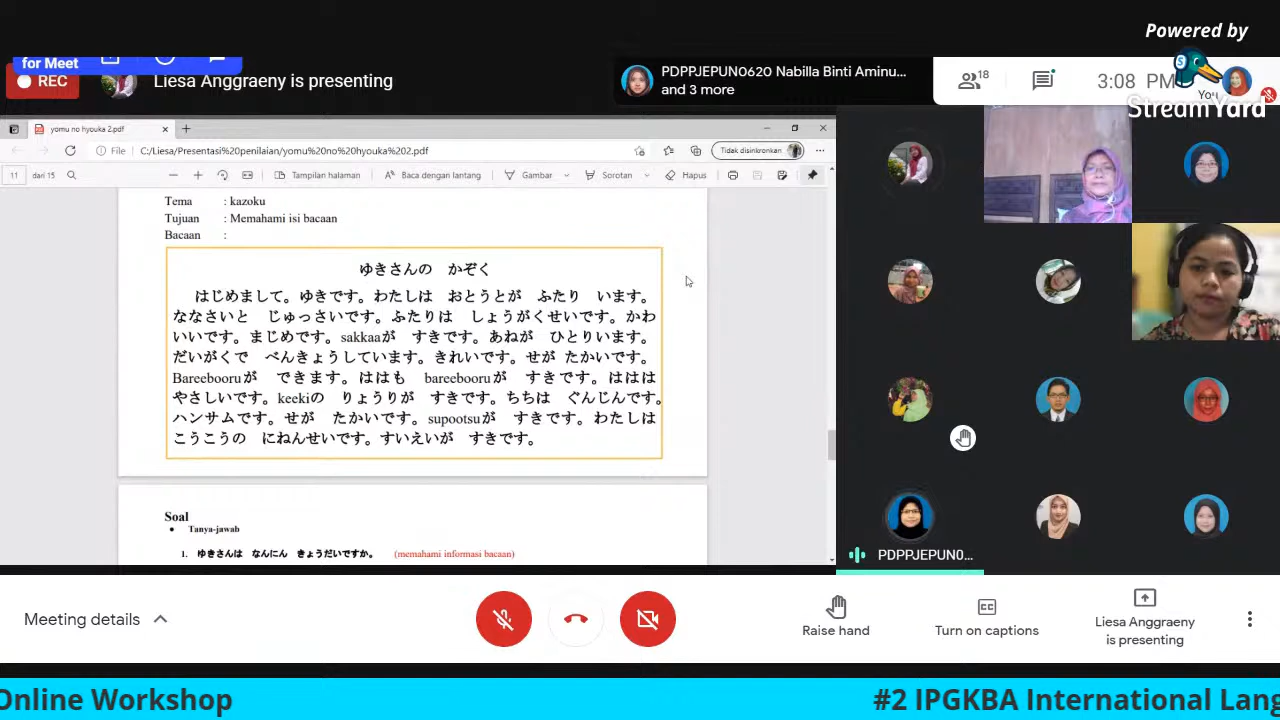 Powered by
StreamYard
for Meet
REC
Liesa Anggraeny is presenting
PDPPJEPUN0620 Nabilla Binti Aminu...
and 3 more
18
3:08 PM
You
yomu no hyouka 2.pdf
File
C:/Liesa/Presentasi%20penilaian/yomu%20no%20hyouka%202.pdf
Tidak disinkronkan
11 dari 15
Tampilan halaman
Baca dengan lantang
Gambar
Sorotan
Hapus
Tema : kazoku
Tujuan : Memahami isi bacaan
Bacaan :
ゆきさんの かぞく
はじめまして。ゆきです。わたしは おとうとが ふたり います。
ななさいと じゅっさいです。ふたりは しょうがくせいです。かわ
いいです。まじめです。sakkaaが すきです。あねが ひとりいます。
だいがくで べんきょうしています。きれいです。せが たかいです。
Bareebooruが できます。ははも bareebooruが すきです。ははは
やさしいです。keekiの りょうりが すきです。ちちは ぐんじんです。
ハンサムです。せが たかいです。supootsuが すきです。わたしは
こうこうの にねんせいです。すいえいが すきです。
Soal
• Tanya-jawab
1. ゆきさんは なんにん きょうだいですか。 (memahami informasi bacaan)
PDPPJEPUN0...
Meeting details
Raise hand
Turn on captions
Liesa Anggraeny
is presenting
Online Workshop
#2 IPGKBA International Lang